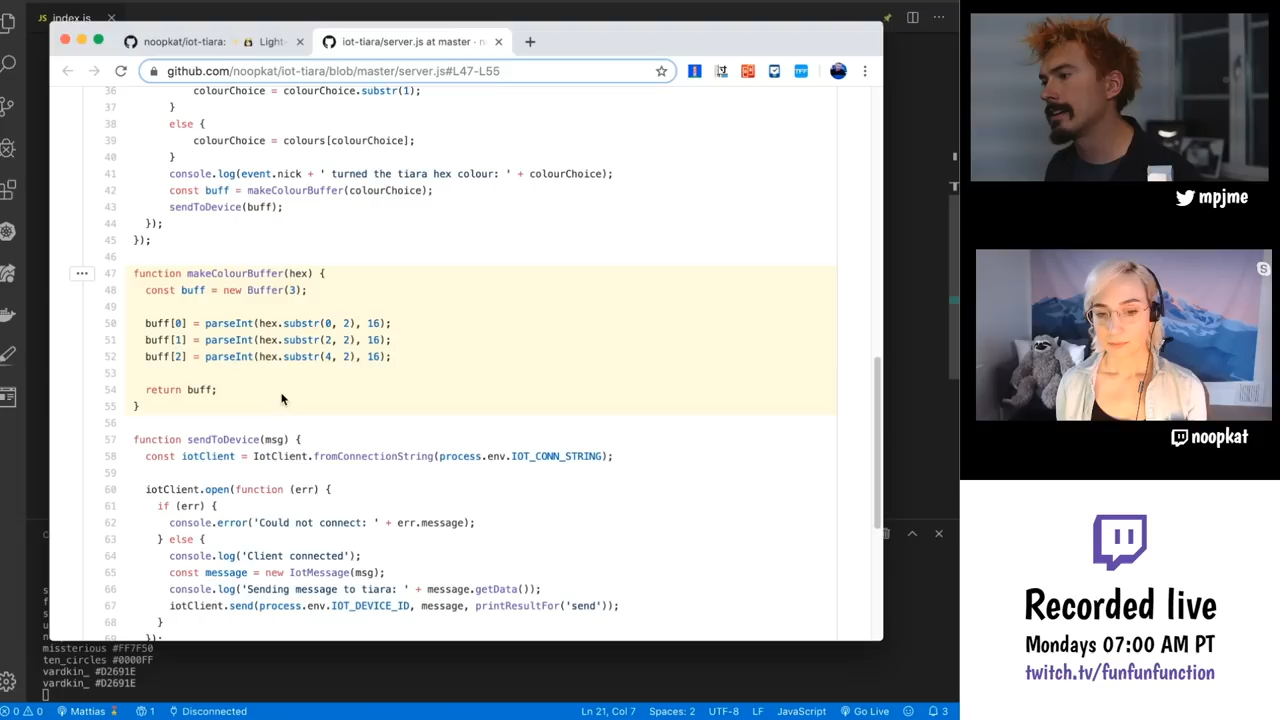 JS index.js
noopkat/iot-tiara: Light-
iot-tiara/server.js at master · n
github.com/noopkat/iot-tiara/blob/master/server.js#L47-L55
36 colourChoice = colourChoice.substr(1);
37 }
38 else {
39 colourChoice = colours[colourChoice];
40 }
41 console.log(event.nick + ' turned the tiara hex colour: ' + colourChoice);
42 const buff = makeColourBuffer(colourChoice);
43 sendToDevice(buff);
44 });
45 });
46
47 function makeColourBuffer(hex) {
48 const buff = new Buffer(3);
49
50 buff[0] = parseInt(hex.substr(0, 2), 16);
51 buff[1] = parseInt(hex.substr(2, 2), 16);
52 buff[2] = parseInt(hex.substr(4, 2), 16);
53
54 return buff;
55 }
56
57 function sendToDevice(msg) {
58 const iotClient = IotClient.fromConnectionString(process.env.IOT_CONN_STRING);
59
60 iotClient.open(function (err) {
61 if (err) {
62 console.error('Could not connect: ' + err.message);
63 } else {
64 console.log('Client connected');
65 const message = new IotMessage(msg);
66 console.log('Sending message to tiara: ' + message.getData());
67 iotClient.send(process.env.IOT_DEVICE_ID, message, printResultFor('send'));
68 }
69 });
missterious #FF7F50
ten_circles #0000FF
vardkin_ #D2691E
vardkin_ #D2691E
0 0 Mattias 1 Disconnected Ln 21, Col 7 Spaces: 2 UTF-8 LF JavaScript Go Live 3
mpjme
noopkat
Recorded live
Mondays 07:00 AM PT
twitch.tv/funfunfunction